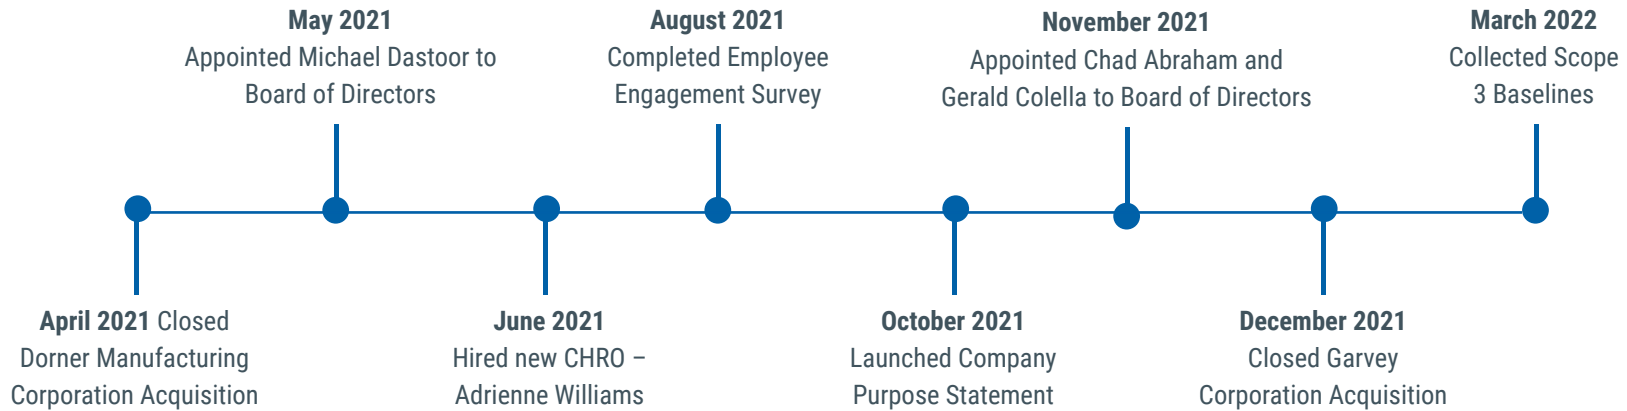 May 2021
Appointed Michael Dastoor to
Board of Directors
August 2021
Completed Employee
Engagement Survey
November 2021
Appointed Chad Abraham and
Gerald Colella to Board of Directors
March 2022
Collected Scope
3 Baselines
April 2021 Closed
Dorner Manufacturing
Corporation Acquisition
June 2021
Hired new CHRO –
Adrienne Williams
October 2021
Launched Company
Purpose Statement
December 2021
Closed Garvey
Corporation Acquisition